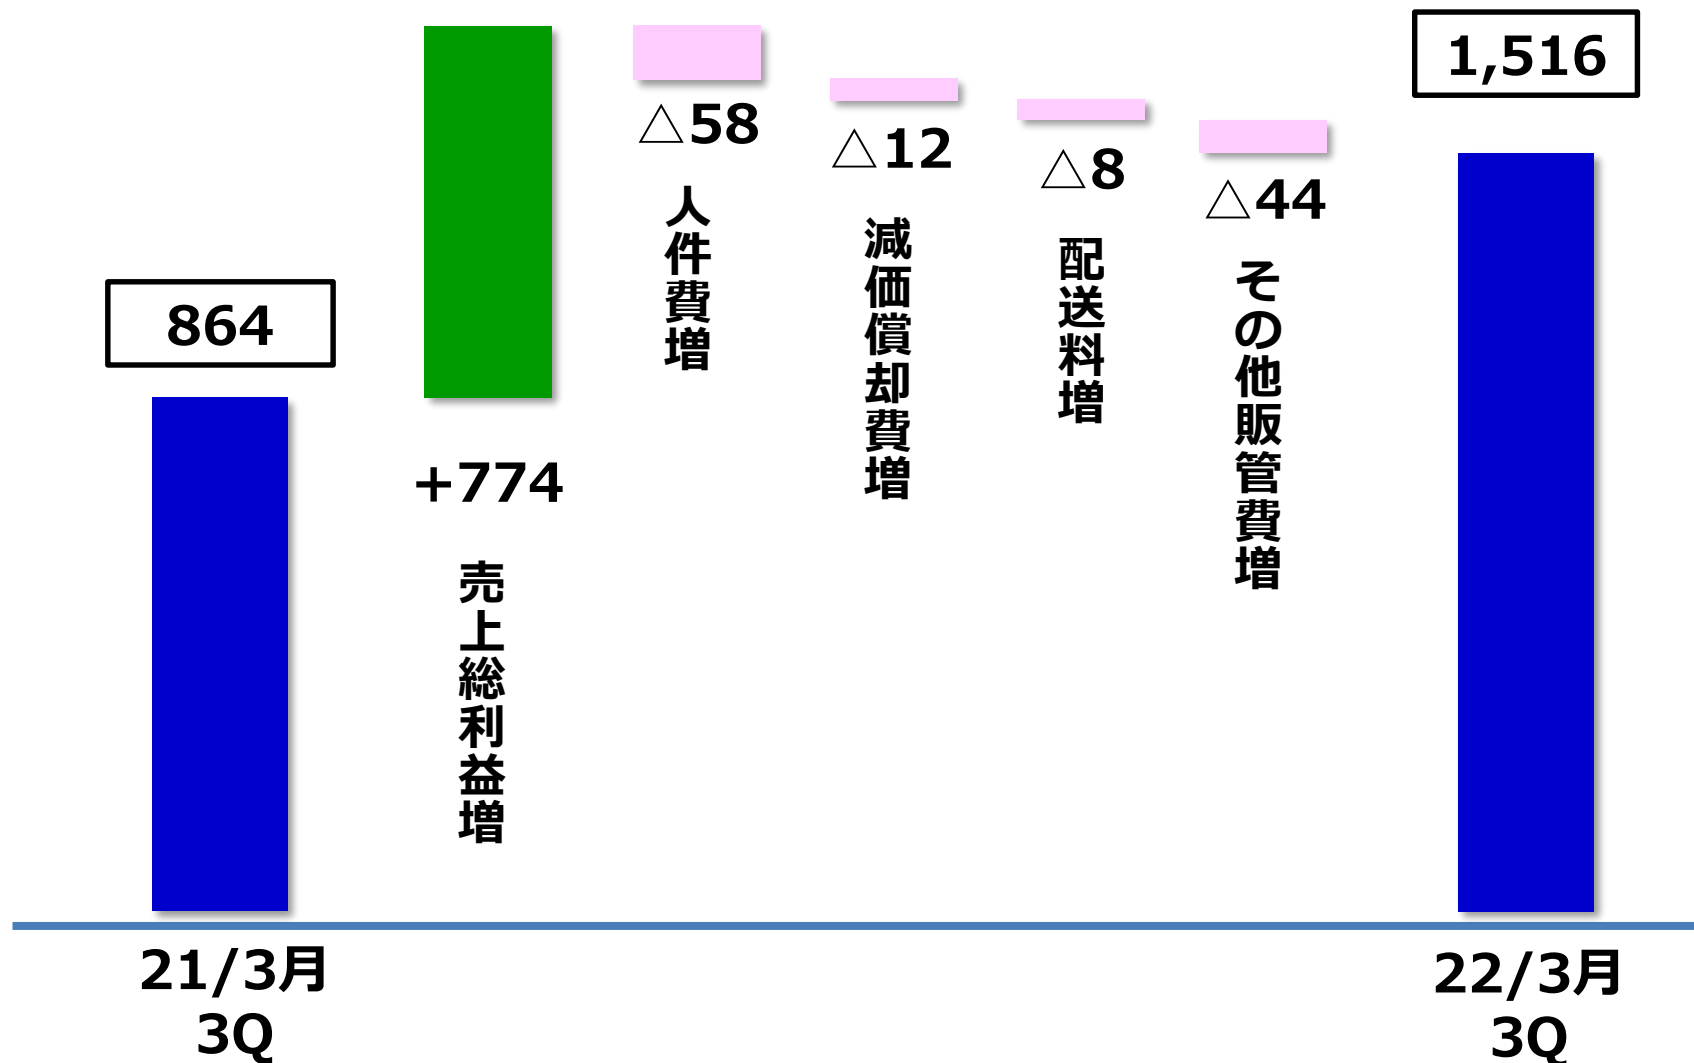 864
+774
売上総利益増
△58
人件費増
△12
減価償却費増
△8
配送料増
△44
その他販管費増
1,516
21/3月
3Q
22/3月
3Q